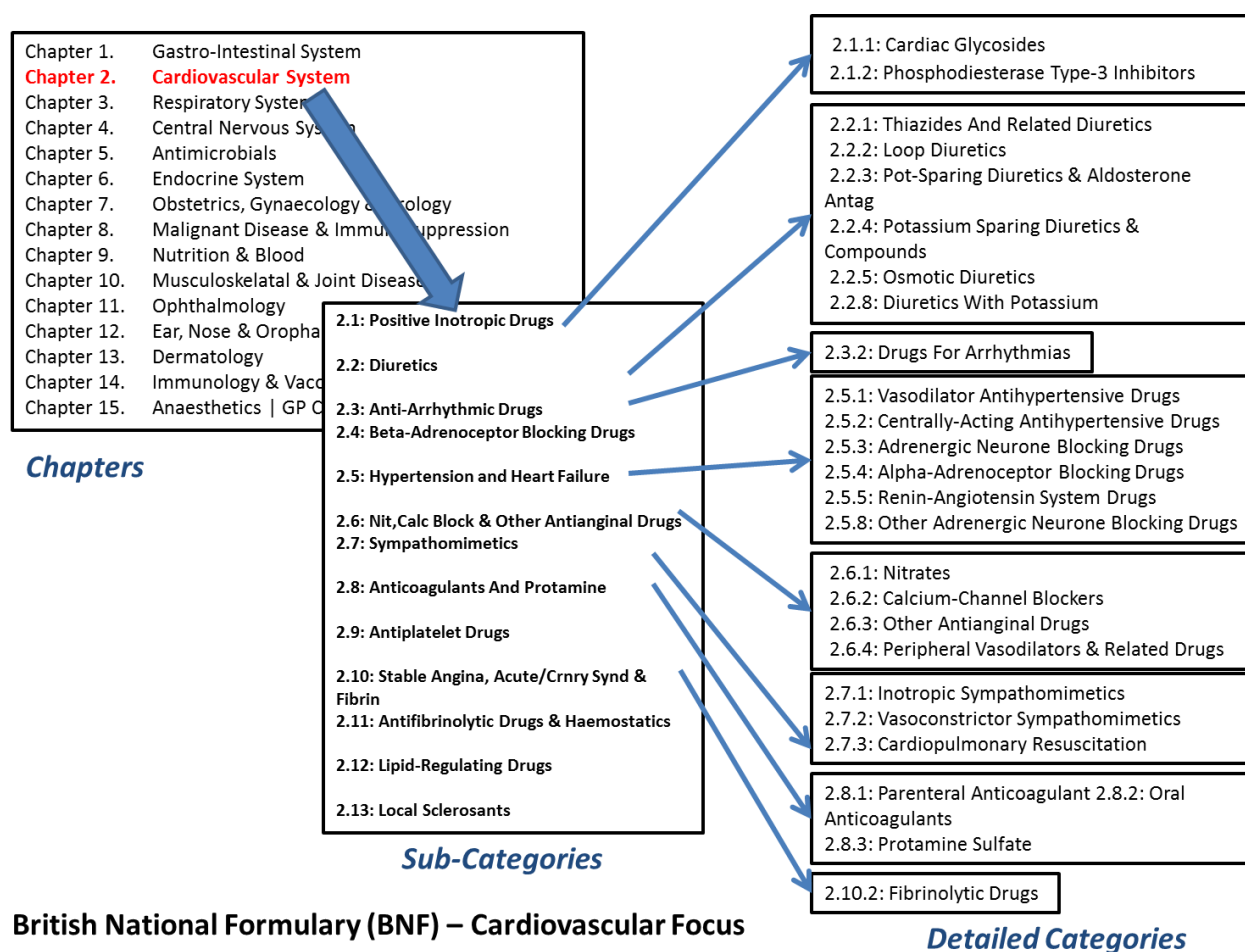 Chapter 1. Gastro-Intestinal System
Chapter 2. Cardiovascular System
Chapter 3. Respiratory System
Chapter 4. Central Nervous System
Chapter 5. Antimicrobials
Chapter 6. Endocrine System
Chapter 7. Obstetrics, Gynaecology & Urology
Chapter 8. Malignant Disease & Immunosuppression
Chapter 9. Nutrition & Blood
Chapter 10. Musculoskelatal & Joint Disease
Chapter 11. Ophthalmology
Chapter 12. Ear, Nose &
Chapter 13. Dermatology
Chapter 14. Immunology &
Chapter 15. Anaesthetics | GP
Chapters
2.1: Positive Inotropic Drugs
2.2: Diuretics
2.3: Anti-Arrhythmic Drugs
2.4: Beta-Adrenoceptor Blocking Drugs
2.5: Hypertension and Heart Failure
2.6: Nit,Calc Block & Other Antianginal Drugs
2.7: Sympathomimetics
2.8: Anticoagulants And Protamine
2.9: Antiplatelet Drugs
2.10: Stable Angina, Acute/Crnry Synd &
Fibrin
2.11: Antifibrinolytic Drugs & Haemostatics
2.12: Lipid-Regulating Drugs
2.13: Local Sclerosants
Sub-Categories
2.1.1: Cardiac Glycosides
2.1.2: Phosphodiesterase Type-3 Inhibitors
2.2.1: Thiazides And Related Diuretics
2.2.2: Loop Diuretics
2.2.3: Pot-Sparing Diuretics & Aldosterone
Antag
2.2.4: Potassium Sparing Diuretics &
Compounds
2.2.5: Osmotic Diuretics
2.2.8: Diuretics With Potassium
2.3.2: Drugs For Arrhythmias
2.5.1: Vasodilator Antihypertensive Drugs
2.5.2: Centrally-Acting Antihypertensive Drugs
2.5.3: Adrenergic Neurone Blocking Drugs
2.5.4: Alpha-Adrenoceptor Blocking Drugs
2.5.5: Renin-Angiotensin System Drugs
2.5.8: Other Adrenergic Neurone Blocking Drugs
2.6.1: Nitrates
2.6.2: Calcium-Channel Blockers
2.6.3: Other Antianginal Drugs
2.6.4: Peripheral Vasodilators & Related Drugs
2.7.1: Inotropic Sympathomimetics
2.7.2: Vasoconstrictor Sympathomimetics
2.7.3: Cardiopulmonary Resuscitation
2.8.1: Parenteral Anticoagulant 2.8.2: Oral
Anticoagulants
2.8.3: Protamine Sulfate
2.10.2: Fibrinolytic Drugs
Detailed Categories
British National Formulary (BNF) – Cardiovascular Focus